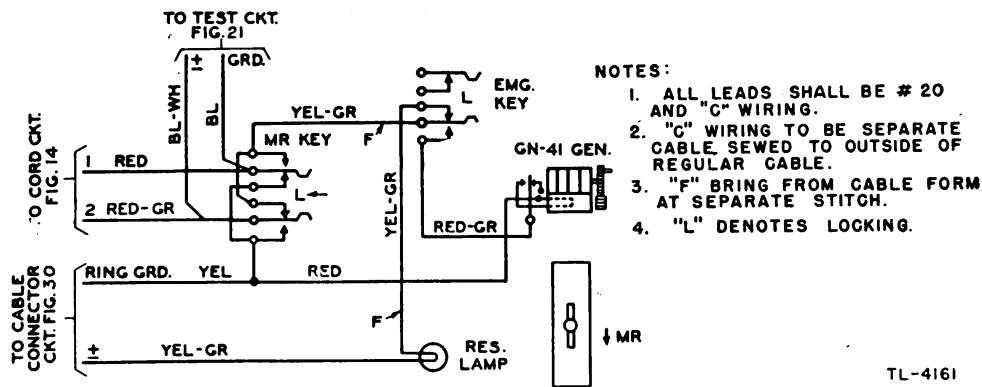 TO TEST CKT.
FIG. 21
± GRD.
BL-WH
BL
YEL-GR
F
MR KEY
L
EMG.
KEY
L
TO CORD CKT.
FIG. 14
1 RED
2 RED-GR
L
YEL-GR
RED-GR
GN-41 GEN.
TO CABLE
CONNECTOR
CKT. FIG. 30
RING GRD. YEL RED
F
± YEL-GR
RES.
LAMP
MR
NOTES:
1. ALL LEADS SHALL BE # 20
AND "C" WIRING.
2. "C" WIRING TO BE SEPARATE
CABLE SEWED TO OUTSIDE OF
REGULAR CABLE.
3. "F" BRING FROM CABLE FORM
AT SEPARATE STITCH.
4. "L" DENOTES LOCKING.
TL-4161